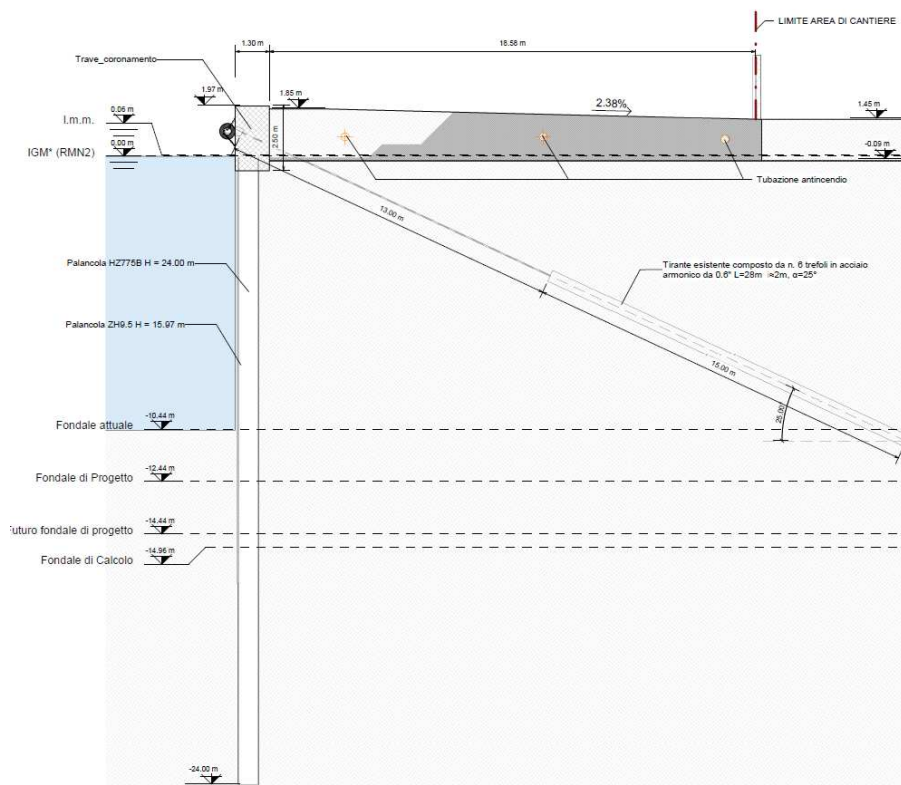 LIMITE AREA DI CANTIERE
1.30 m
18.58 m
Trave_coronamento
1.97 m
1.85 m
2.38%
0.06 m
1.45 m
l.m.m.
2.50 m
0.00 m
IGM* (RMN2)
-0.09 m
Tubazione antincendio
13.00 m
Palancola HZ775B H = 24.00 m
Tirante esistente composto da n. 6 trefoli in acciaio
armonico da 0.6" L=28m i=2m, α=25°
Palancola ZH9.5 H = 15.97 m
15.00 m
25.00°
-10.44 m
Fondale attuale
-12.44 m
Fondale di Progetto
-14.44 m
uturo fondale di progetto
-14.96 m
Fondale di Calcolo
-24.00 m